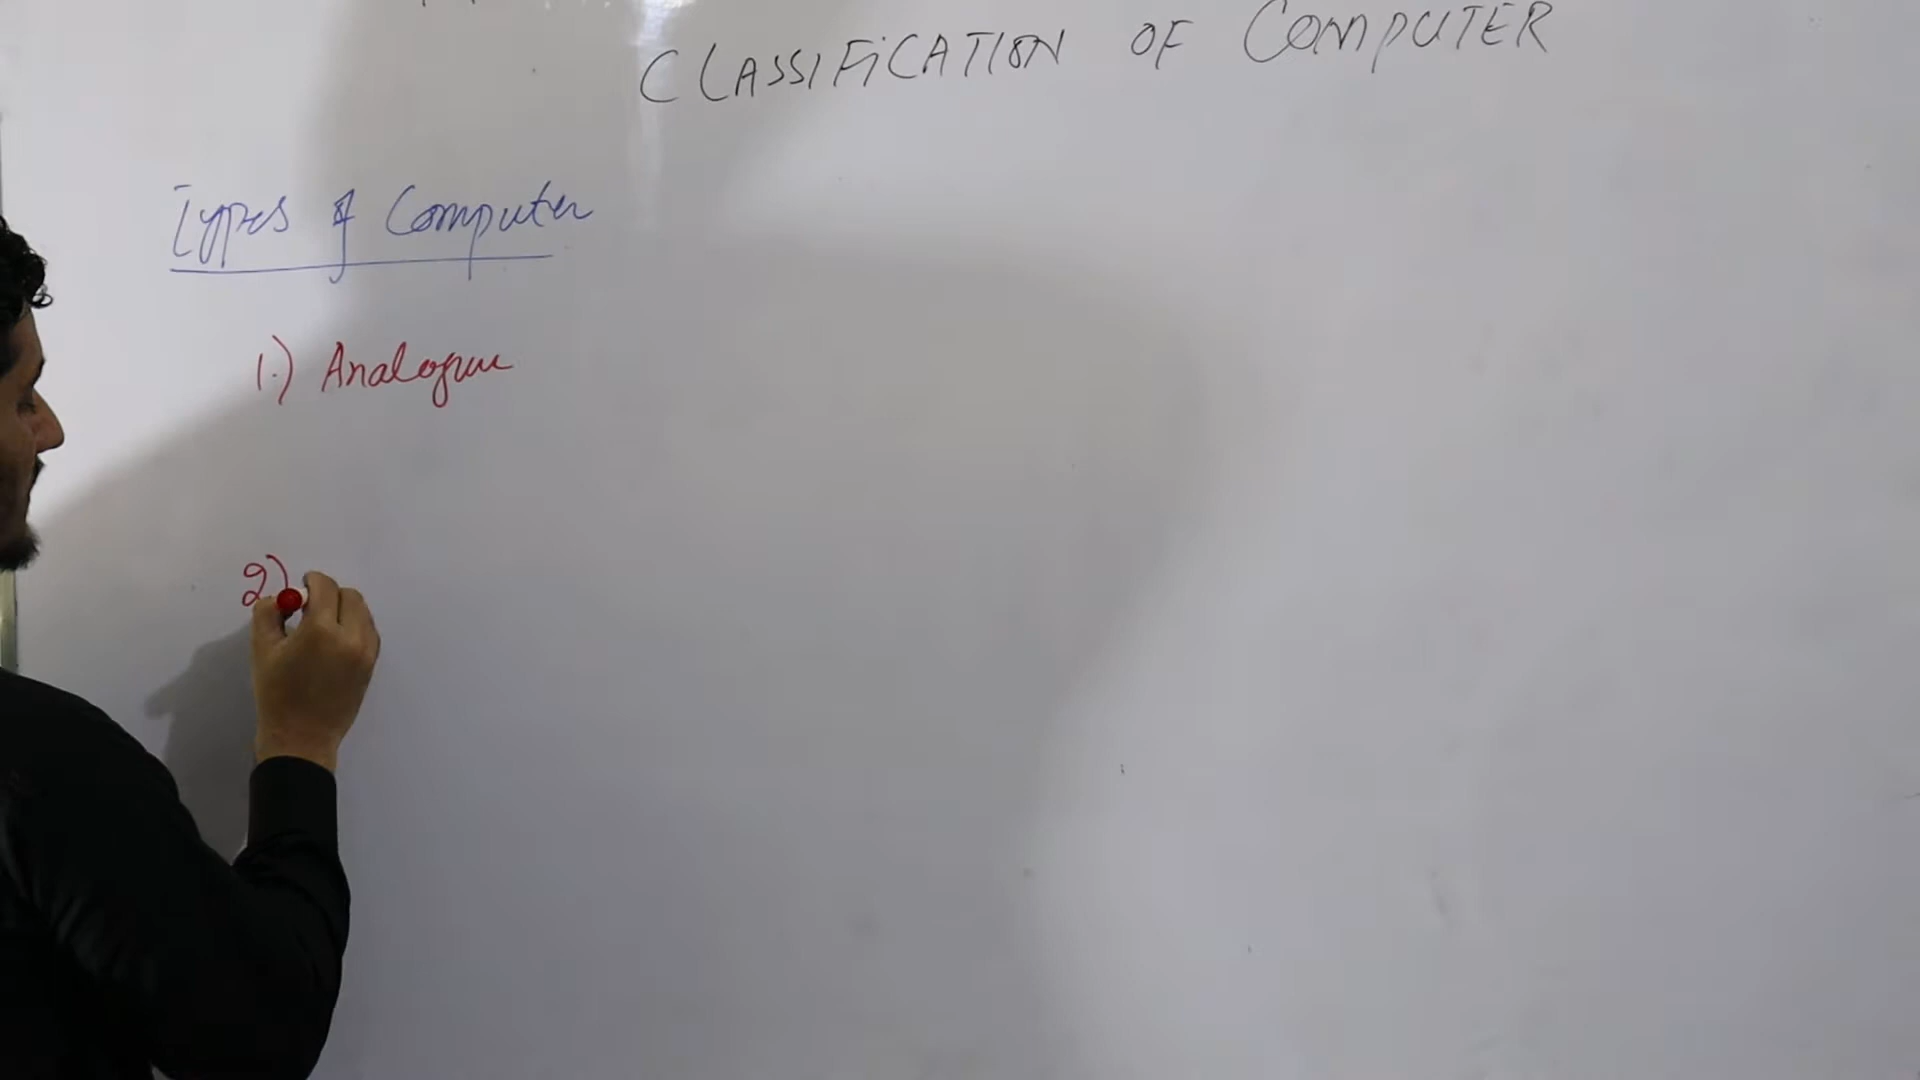 CLASSIFICATION OF COMPUTER
Types of Computer
1.) Analogue
2)